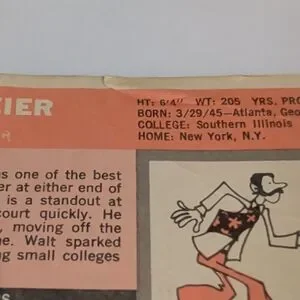 HT: 6'4" WT: 205 YRS. PRO
BORN: 3/29/45—Atlanta, Geo
COLLEGE: Southern Illinois
HOME: New York, N.Y.
ZIER
s one of the best
er at either end of
is a standout at
court quickly. He
, moving off the
ne. Walt sparked
ng small colleges
S